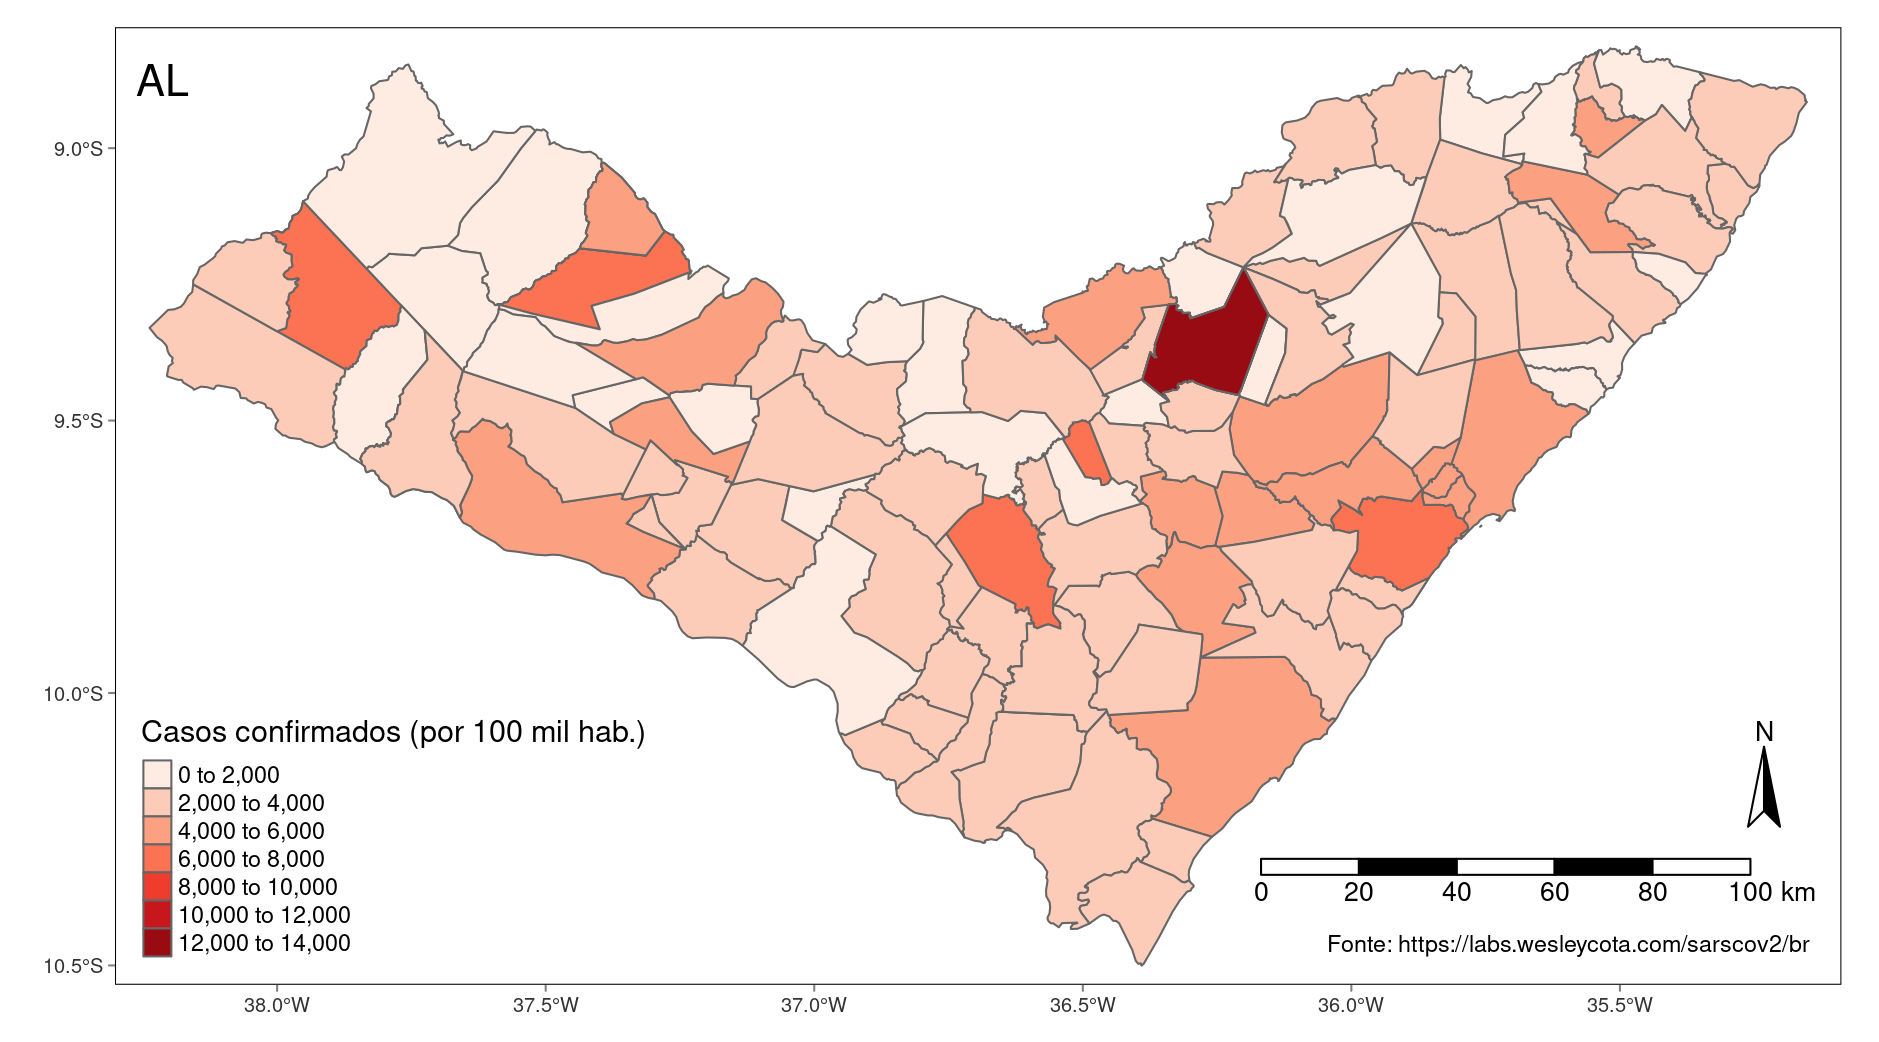 AL
9.0°S
9.5°S
10.0°S
10.5°S
Casos confirmados (por 100 mil hab.)
0 to 2,000
2,000 to 4,000
4,000 to 6,000
6,000 to 8,000
8,000 to 10,000
10,000 to 12,000
12,000 to 14,000
N
0 20 40 60 80 100 km
Fonte: https://labs.wesleycota.com/sarscov2/br
38.0°W 37.5°W 37.0°W 36.5°W 36.0°W 35.5°W